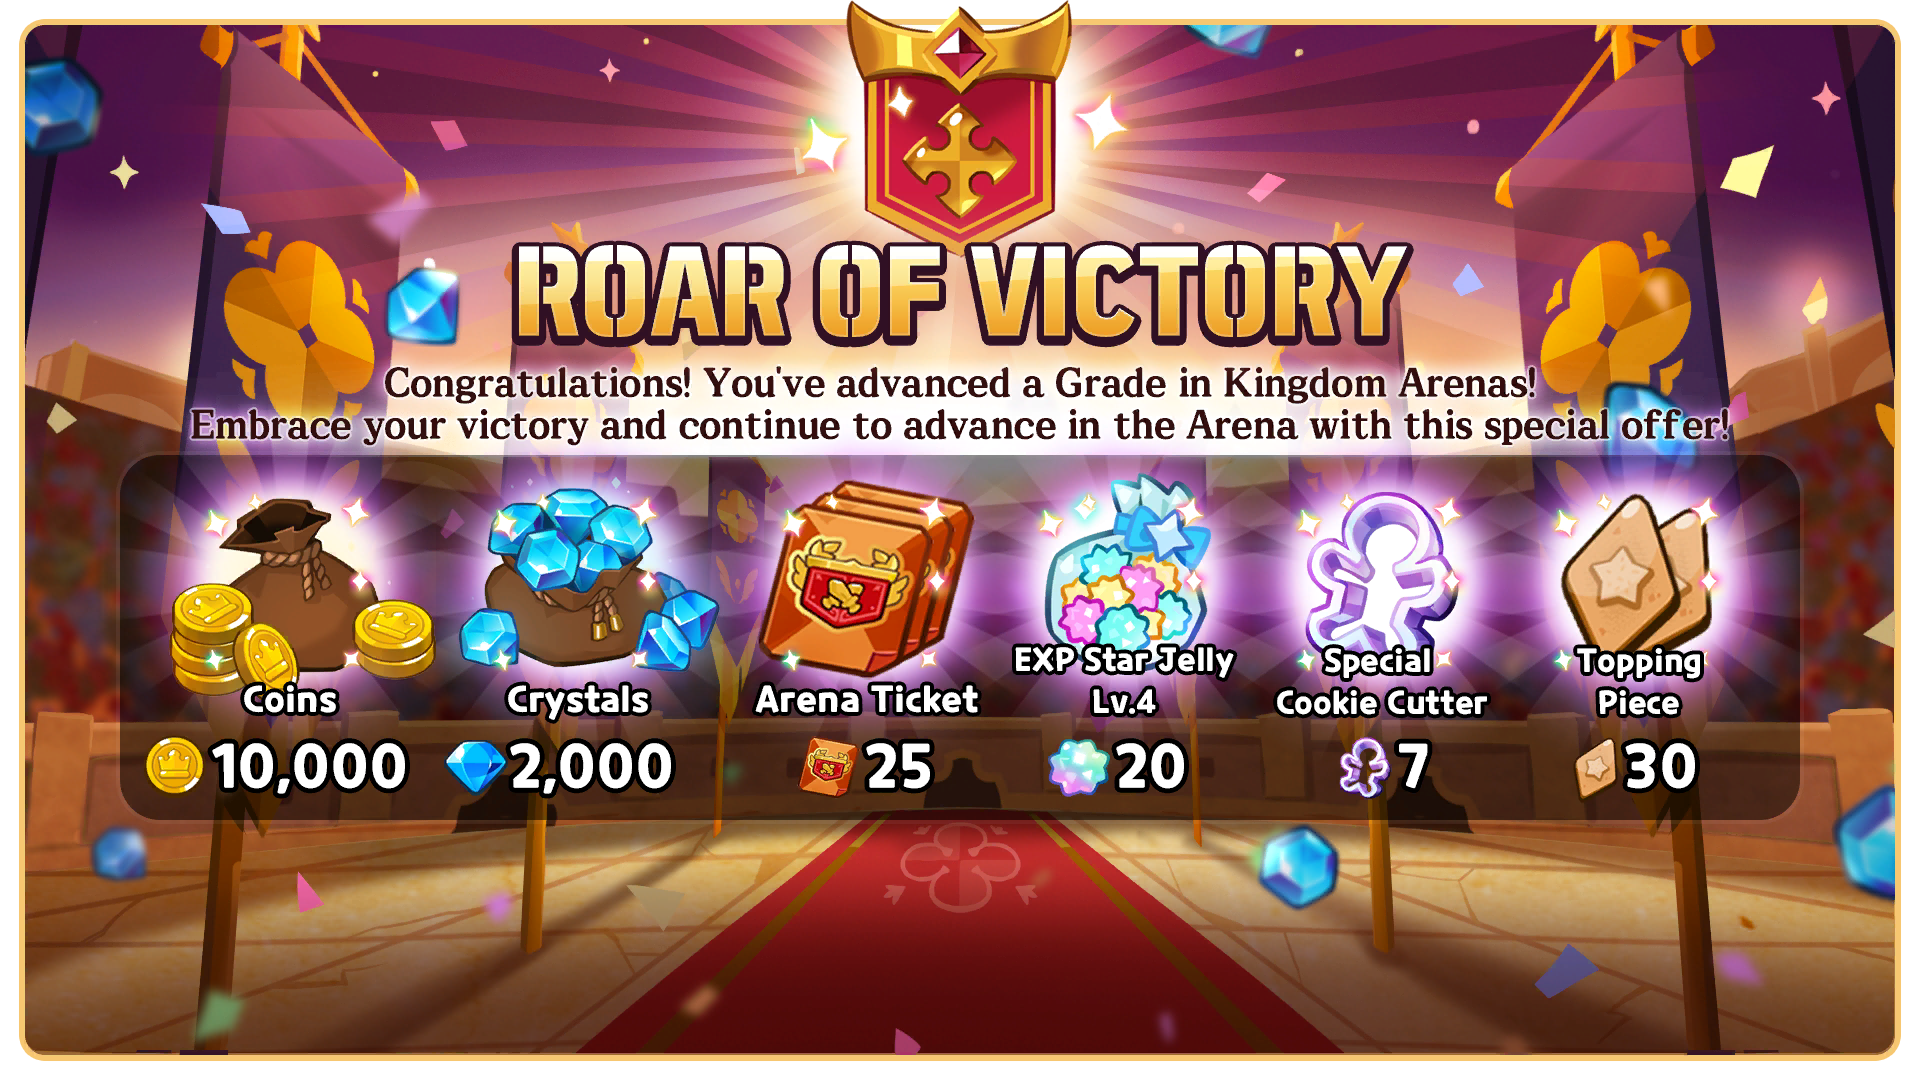 ROAR OF VICTORY
Congratulations! You've advanced a Grade in Kingdom Arenas!
Embrace your victory and continue to advance in the Arena with this special offer!
Coins
10,000
Crystals
2,000
Arena Ticket
25
EXP Star Jelly
Lv.4
20
Special
Cookie Cutter
7
Topping
Piece
30